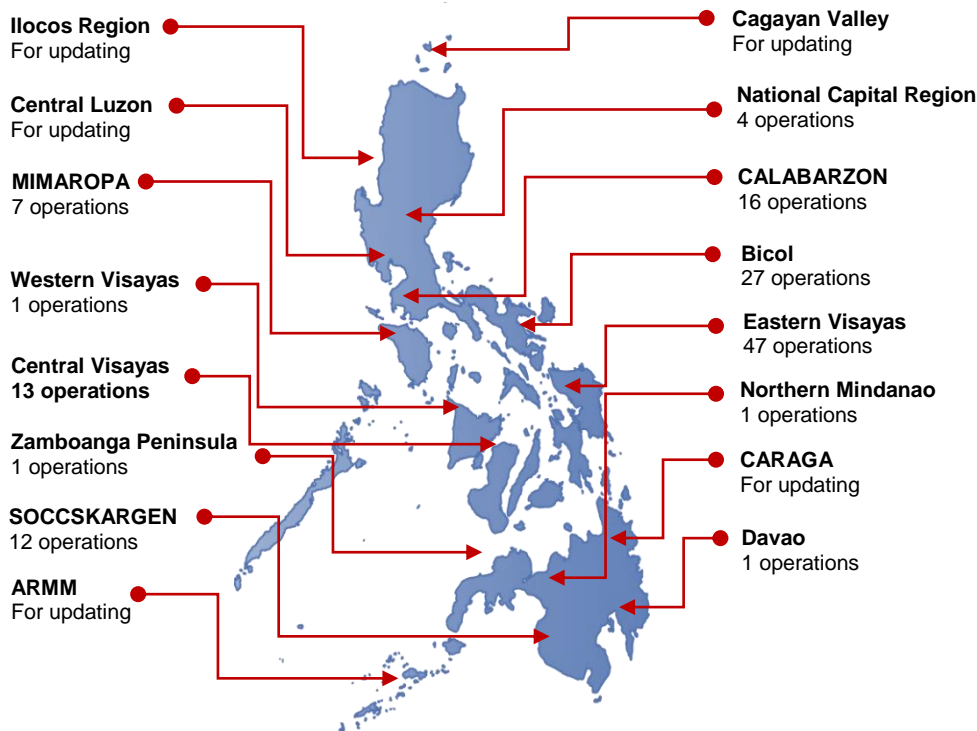 Ilocos Region
For updating
Central Luzon
For updating
MIMAROPA
7 operations
Western Visayas
1 operations
Central Visayas
13 operations
Zamboanga Peninsula
1 operations
SOCCSKARGEN
12 operations
ARMM
For updating
Cagayan Valley
For updating
National Capital Region
4 operations
CALABARZON
16 operations
Bicol
27 operations
Eastern Visayas
47 operations
Northern Mindanao
1 operations
CARAGA
For updating
Davao
1 operations